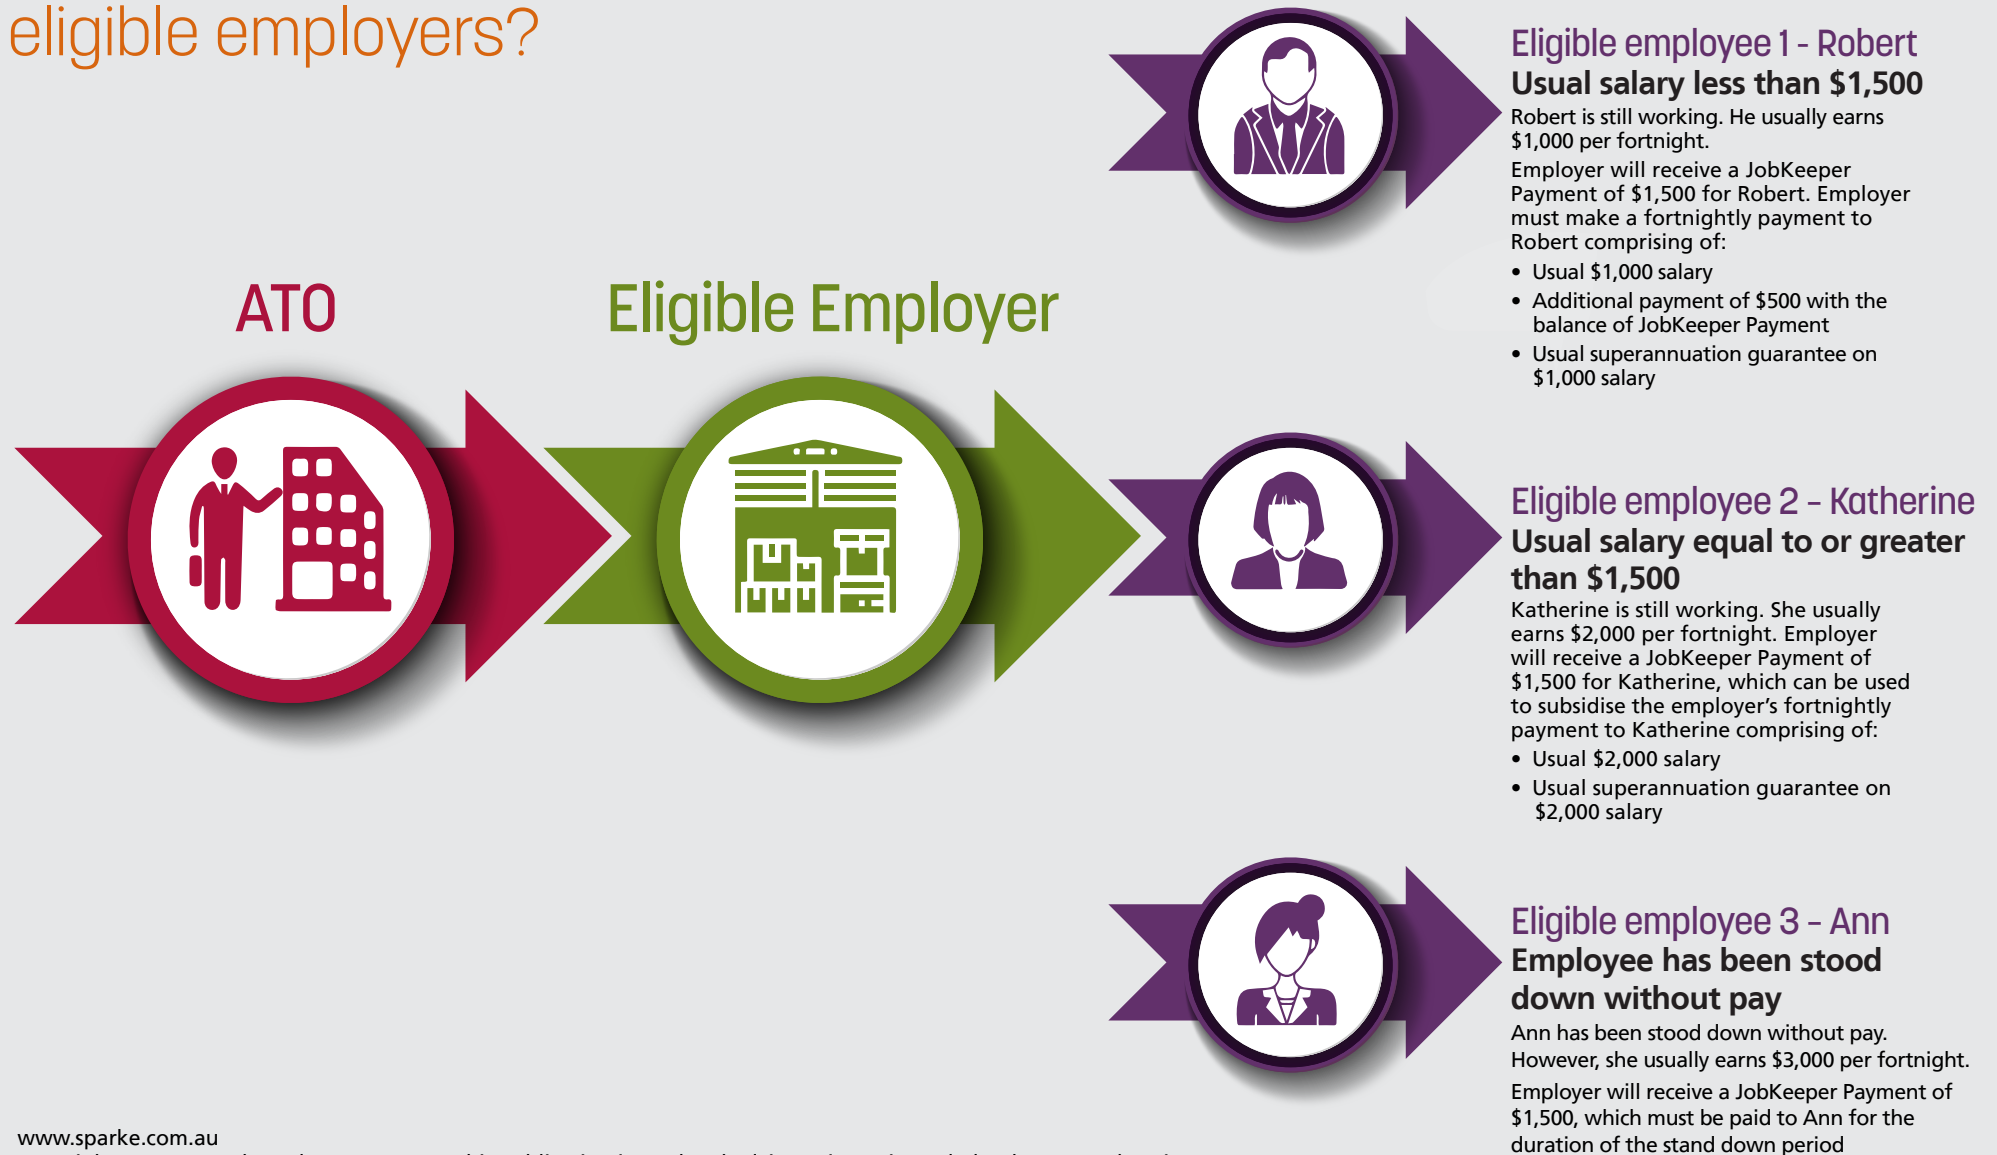 eligible employers?
ATO
Eligible Employer
Eligible employee 1 - Robert
Usual salary less than $1,500
Robert is still working. He usually earns
$1,000 per fortnight.
Employer will receive a JobKeeper
Payment of $1,500 for Robert. Employer
must make a fortnightly payment to
Robert comprising of:
• Usual $1,000 salary
• Additional payment of $500 with the
balance of JobKeeper Payment
• Usual superannuation guarantee on
$1,000 salary
Eligible employee 2 – Katherine
Usual salary equal to or greater
than $1,500
Katherine is still working. She usually
earns $2,000 per fortnight. Employer
will receive a JobKeeper Payment of
$1,500 for Katherine, which can be used
to subsidise the employer's fortnightly
payment to Katherine comprising of:
• Usual $2,000 salary
• Usual superannuation guarantee on
$2,000 salary
Eligible employee 3 – Ann
Employee has been stood
down without pay
Ann has been stood down without pay.
However, she usually earns $3,000 per fortnight.
Employer will receive a JobKeeper Payment of
$1,500, which must be paid to Ann for the
duration of the stand down period
www.sparke.com.au